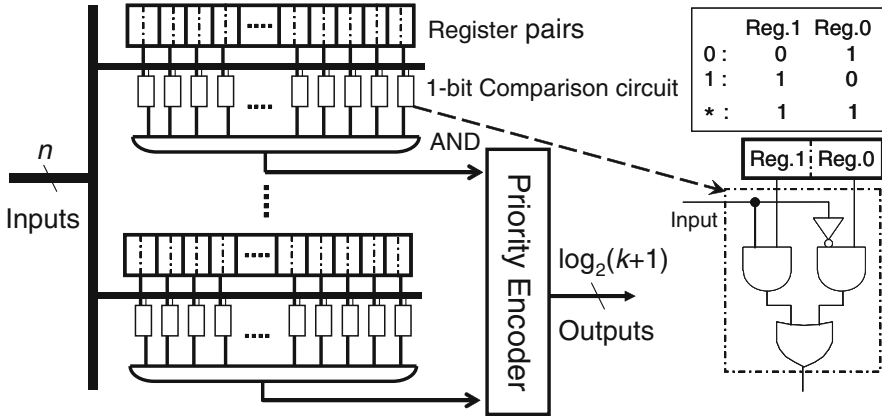 Register pairs
1-bit Comparison circuit
AND
n
Inputs
Priority Encoder
log₂(k+1)
Outputs
Reg.1 Reg.0
0 : 0 1
1 : 1 0
* : 1 1
Reg.1 Reg.0
Input